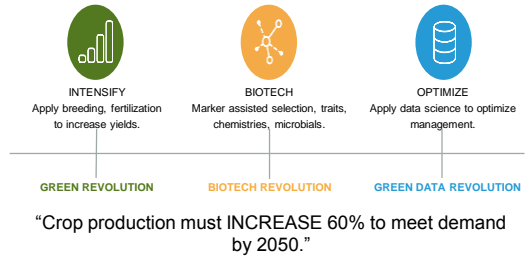 INTENSIFY
Apply breeding, fertilization
to increase yields.
BIOTECH
Marker assisted selection, traits,
chemistries, microbials.
OPTIMIZE
Apply data science to optimize
management.
GREEN REVOLUTION
BIOTECH REVOLUTION
GREEN DATA REVOLUTION
“Crop production must INCREASE 60% to meet demand
by 2050.”